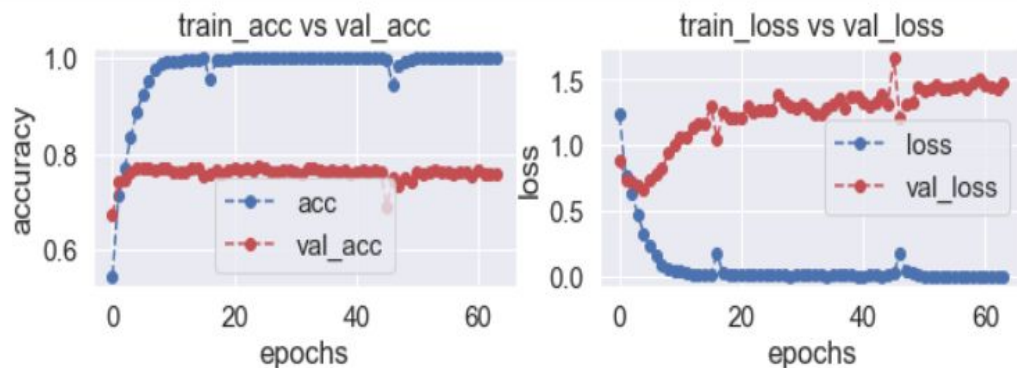 train_acc vs val_acc
1.0
0.8
0.6
accuracy
acc
val_acc
0
20
40
60
epochs
train_loss vs val_loss
1.5
1.0
0.5
0.0
loss
loss
val_loss
0
20
40
60
epochs